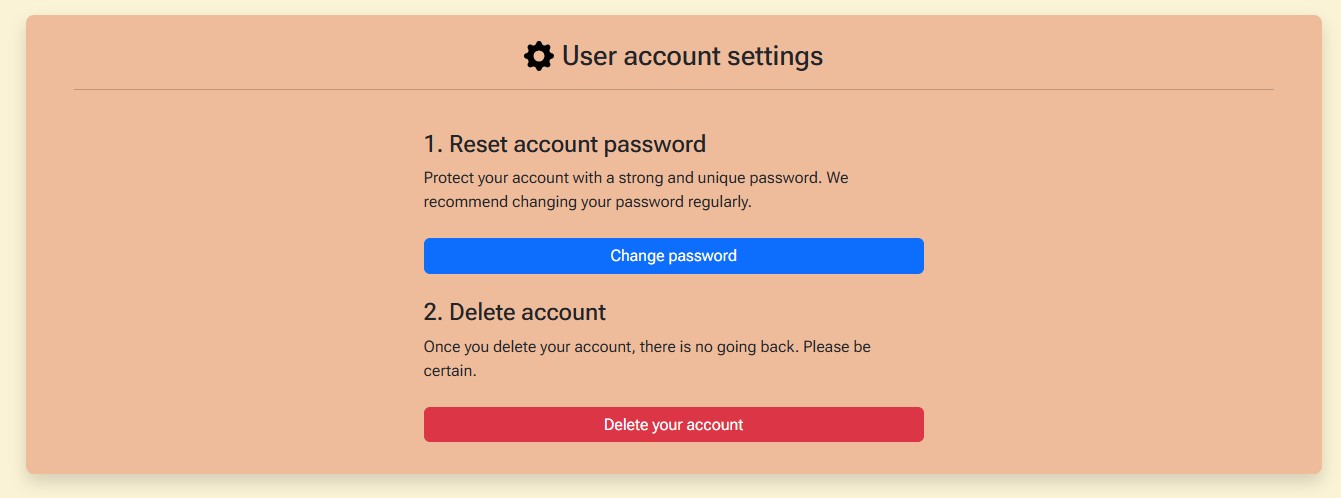 User account settings
1. Reset account password
Protect your account with a strong and unique password. We
recommend changing your password regularly.
Change password
2. Delete account
Once you delete your account, there is no going back. Please be
certain.
Delete your account